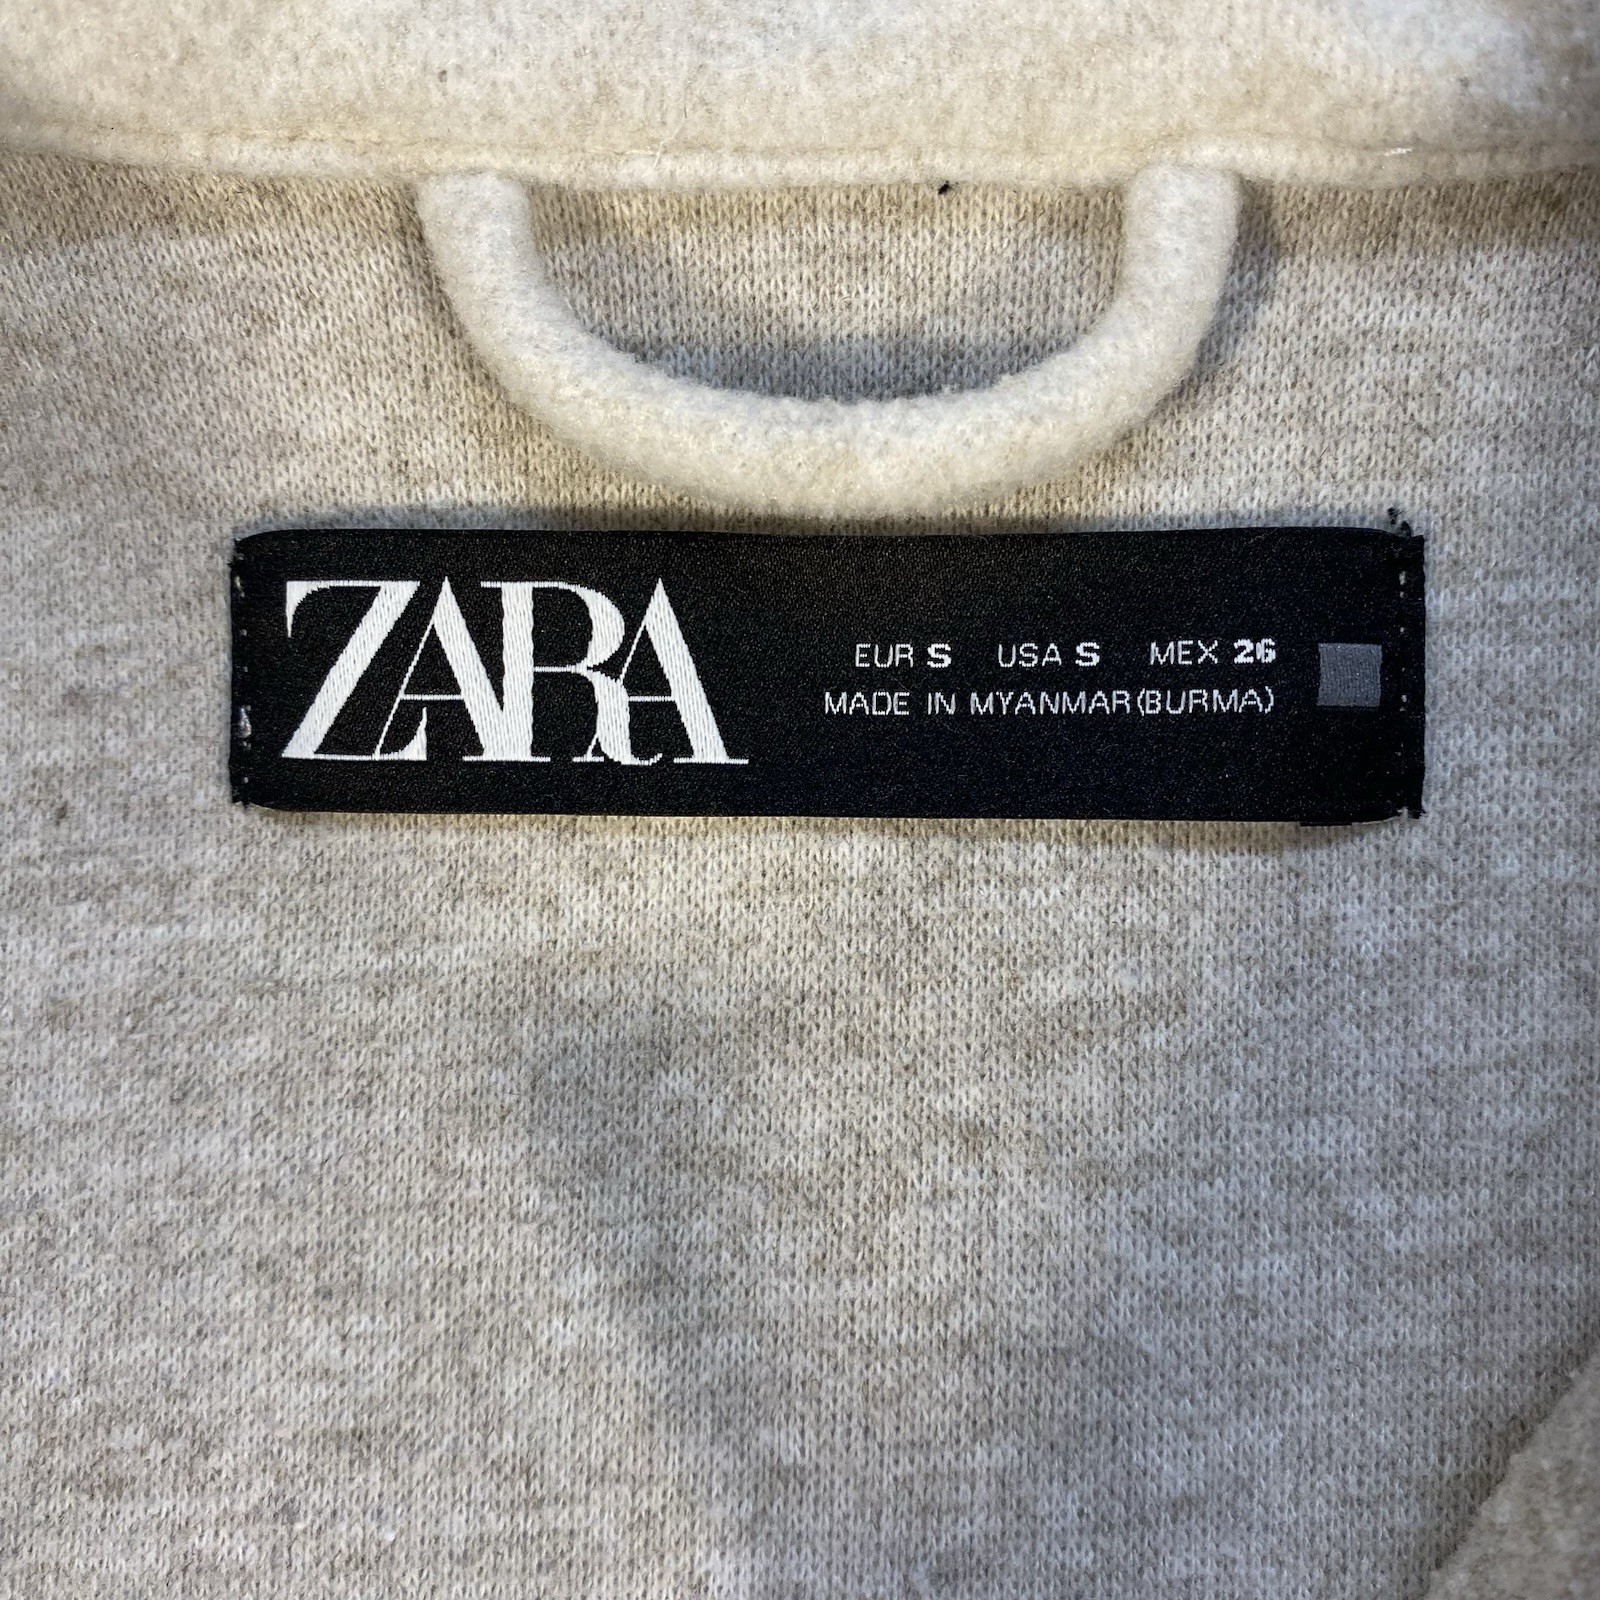 ZARA
EUR S USA S MEX 26
MADE IN MYANMAR(BURMA)